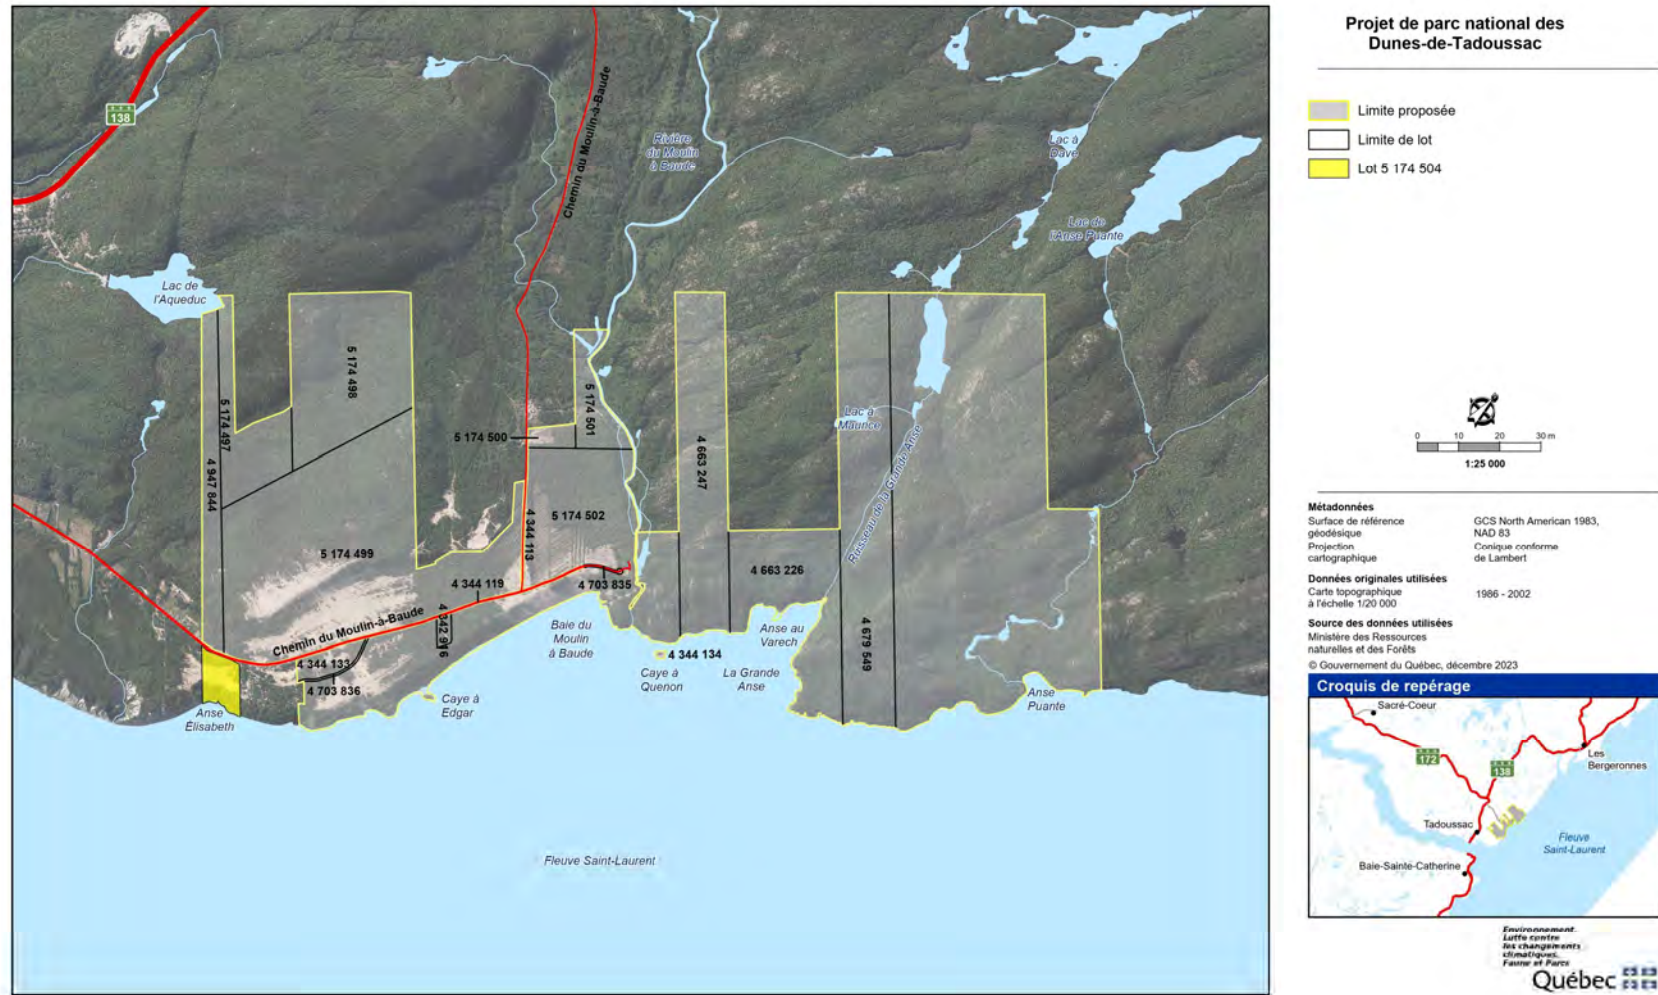 138
Chemin du Moulin-à-Baude
Rivière
du Moulin
à Baude
Lac à
Dave
Lac de
l'Anse Puante
Lac de
l'Aqueduc
5 174 498
5 174 497
4 947 844
5 174 501
5 174 500
4 663 247
Lac à
Maurice
Russeau de la Grande Anse
5 174 502
4 344 113
5 174 499
4 344 119
4 703 835
4 663 226
4 342 916
Chemin du Moulin-à-Baude
Baie du
Moulin
à Baude
Anse au
Varech
4 679 549
4 344 133
4 344 134
4 703 836
Caye à
Quenon
La Grande
Anse
Caye à
Edgar
Anse
Puante
Anse
Élisabeth
Fleuve Saint-Laurent
Projet de parc national des
Dunes-de-Tadoussac
Limite proposée
Limite de lot
Lot 5 174 504
0 10 20 30 m
1:25 000
Métadonnées
Surface de référence
géodésique
GCS North American 1983,
NAD 83
Projection
cartographique
Conique conforme
de Lambert
Données originales utilisées
Carte topographique
à l'échelle 1/20 000
1986 - 2002
Source des données utilisées
Ministère des Ressources
naturelles et des Forêts
© Gouvernement du Québec, décembre 2023
Croquis de repérage
Sacré-Coeur
172
138
Les
Bergeronnes
Tadoussac
Fleuve
Saint-Laurent
Baie-Sainte-Catherine
Environnement,
Lutte contre
les changements
climatiques,
Faune et Parcs
Québec